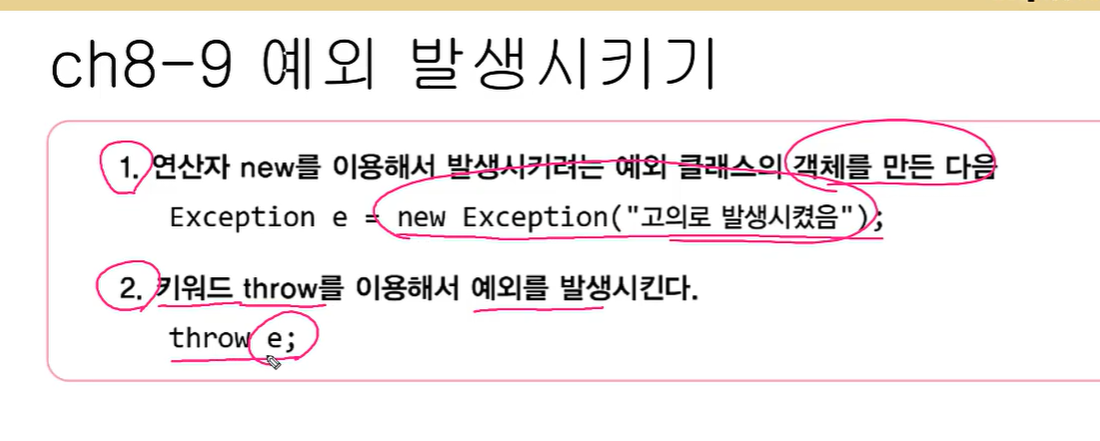 ch8-9 예외 발생시키기
1. 연산자 new를 이용해서 발생시키려는 예외 클래스의 객체를 만든 다음
Exception e = new Exception("고의로 발생시켰음");
2. 키워드 throw를 이용해서 예외를 발생시킨다.
throw e;